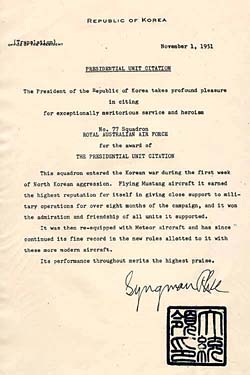 REPUBLIC OF KOREA
[Translation]
OFFICE OF THE PRESIDENT
November 1, 1951
PRESIDENTIAL UNIT CITATION
The President of the Republic of Korea takes profound pleasure
in citing
for exceptionally meritorious service and heroism
No. 77 Squadron
ROYAL AUSTRALIAN AIR FORCE
for the award of
THE PRESIDENTIAL UNIT CITATION
This squadron entered the Korean war during the first week
of North Korean aggression. Flying Mustang aircraft it earned
the highest reputation for itself in giving close support to mili-
tary operations for over eight months of the campaign, and it won
the admiration and friendship of all units it supported.
It was then re-equipped with Meteor aircraft and has since
continued its fine record in the new roles allotted to it with
these more modern aircraft.
Its performance throughout merits the highest praise.
Syngman Rhee